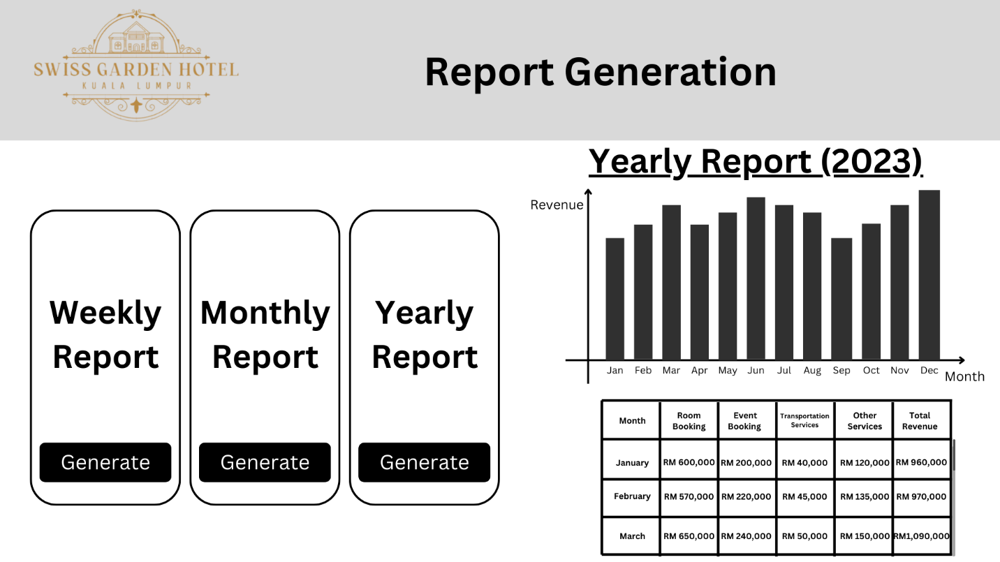 SWISS GARDEN HOTEL
KUALA LUMPUR
Report Generation
Weekly
Report
Generate
Monthly
Report
Generate
Yearly
Report
Generate
Yearly Report (2023)
Revenue
Jan Feb Mar Apr May Jun Jul Aug Sep Oct Nov Dec
Month
Month Room Booking Event Booking Transportation Services Other Services Total Revenue
January RM 600,000 RM 200,000 RM 40,000 RM 120,000 RM 960,000
February RM 570,000 RM 220,000 RM 45,000 RM 135,000 RM 970,000
March RM 650,000 RM 240,000 RM 50,000 RM 150,000 RM1,090,000